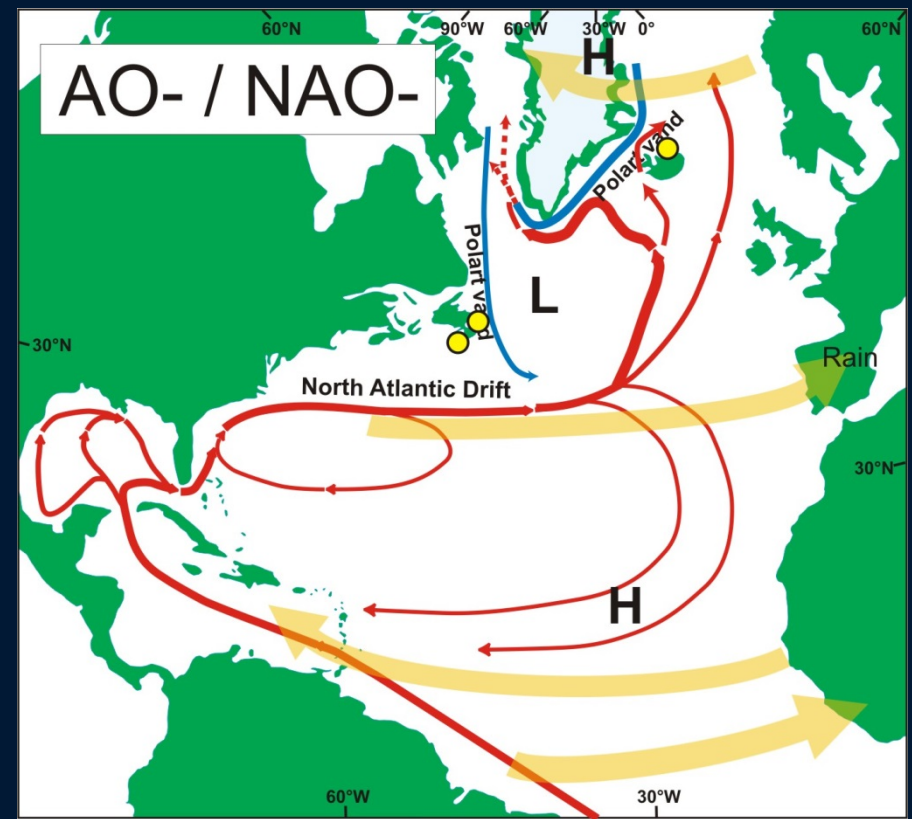 60°N 90°W 60°W 30°W 0° 60°N
AO- / NAO-
H
Polart vand
Polart vand
L
30°N
Rain
North Atlantic Drift
30°N
H
60°W 30°W